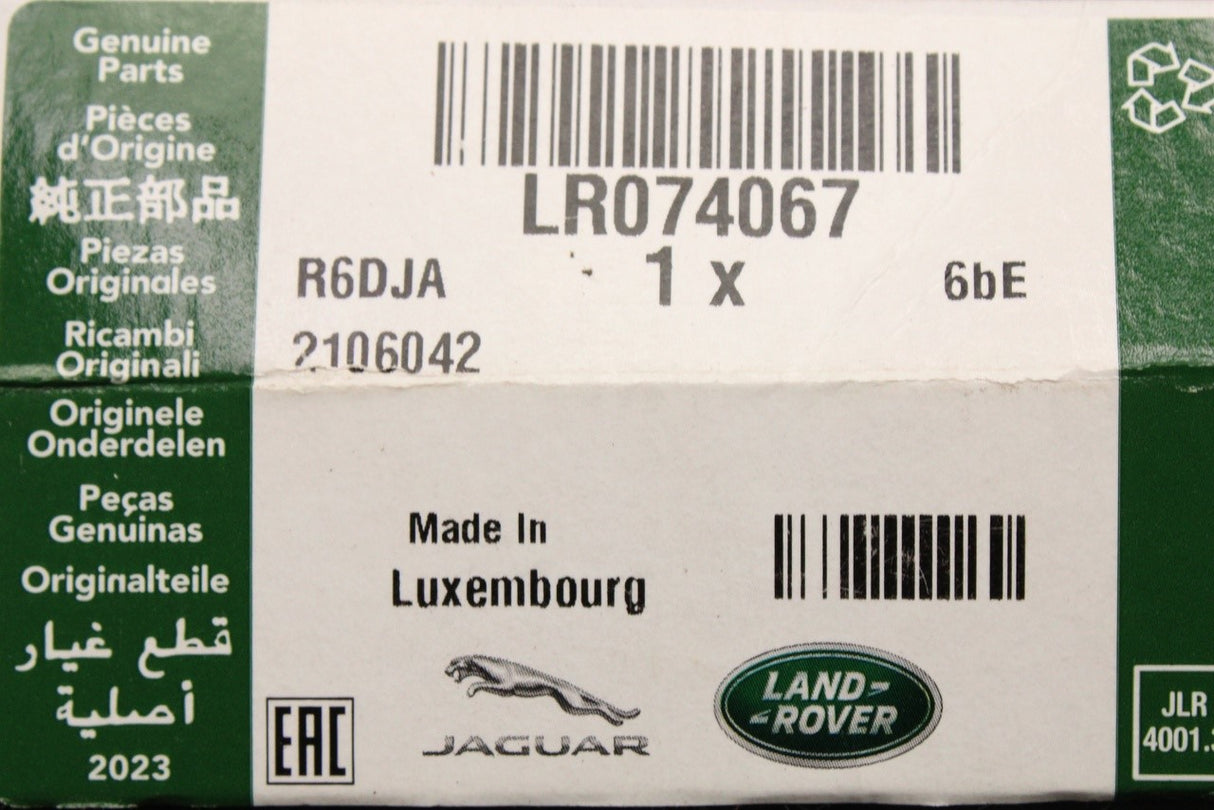 Genuine
Parts
Pièces
d'Origine
純正部品
Piezas
Originales
Ricambi
Originali
Originele
Onderdelen
Peças
Genuinas
Originalteile
قطع غيار
أصلية
2023
LR074067
R6DJA
1 x
6bE
2106042
Made In
Luxembourg
EAC
JAGUAR
LAND-
-ROVER
JLR